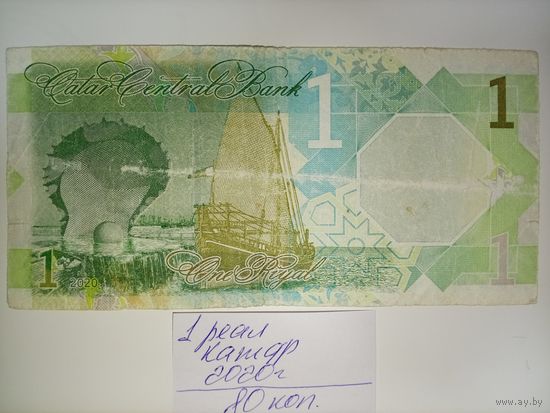 Qatar Central Bank
1
1
1
2020
One Riyal
1
1 реал
Катар
2020г
80 коп.
www.ay.by